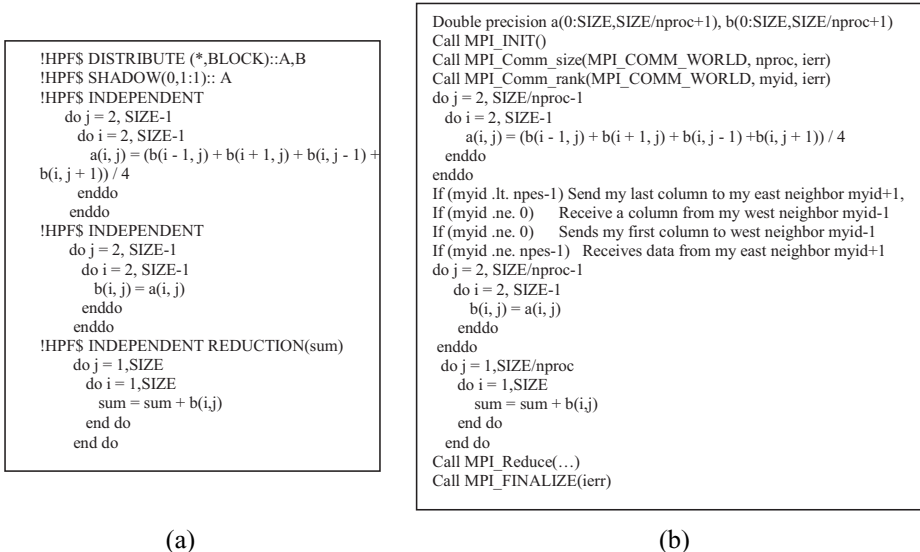 !HPF$ DISTRIBUTE (*,BLOCK)::A,B
!HPF$ SHADOW(0,1:1):: A
!HPF$ INDEPENDENT
do j = 2, SIZE-1
do i = 2, SIZE-1
a(i, j) = (b(i - 1, j) + b(i + 1, j) + b(i, j - 1) +
b(i, j + 1)) / 4
enddo
enddo
!HPF$ INDEPENDENT
do j = 2, SIZE-1
do i = 2, SIZE-1
b(i, j) = a(i, j)
enddo
enddo
!HPF$ INDEPENDENT REDUCTION(sum)
do j = 1,SIZE
do i = 1,SIZE
sum = sum + b(i,j)
end do
end do
(a)
Double precision a(0:SIZE,SIZE/nproc+1), b(0:SIZE,SIZE/nproc+1)
Call MPI_INIT()
Call MPI_Comm_size(MPI_COMM_WORLD, nproc, ierr)
Call MPI_Comm_rank(MPI_COMM_WORLD, myid, ierr)
do j = 2, SIZE/nproc-1
do i = 2, SIZE-1
a(i, j) = (b(i - 1, j) + b(i + 1, j) + b(i, j - 1) +b(i, j + 1)) / 4
enddo
enddo
If (myid .lt. npes-1) Send my last column to my east neighbor myid+1,
If (myid .ne. 0) Receive a column from my west neighbor myid-1
If (myid .ne. 0) Sends my first column to west neighbor myid-1
If (myid .ne. npes-1) Receives data from my east neighbor myid+1
do j = 2, SIZE/nproc-1
do i = 2, SIZE-1
b(i, j) = a(i, j)
enddo
enddo
do j = 1,SIZE/nproc
do i = 1,SIZE
sum = sum + b(i,j)
end do
end do
Call MPI_Reduce(…)
Call MPI_FINALIZE(ierr)
(b)